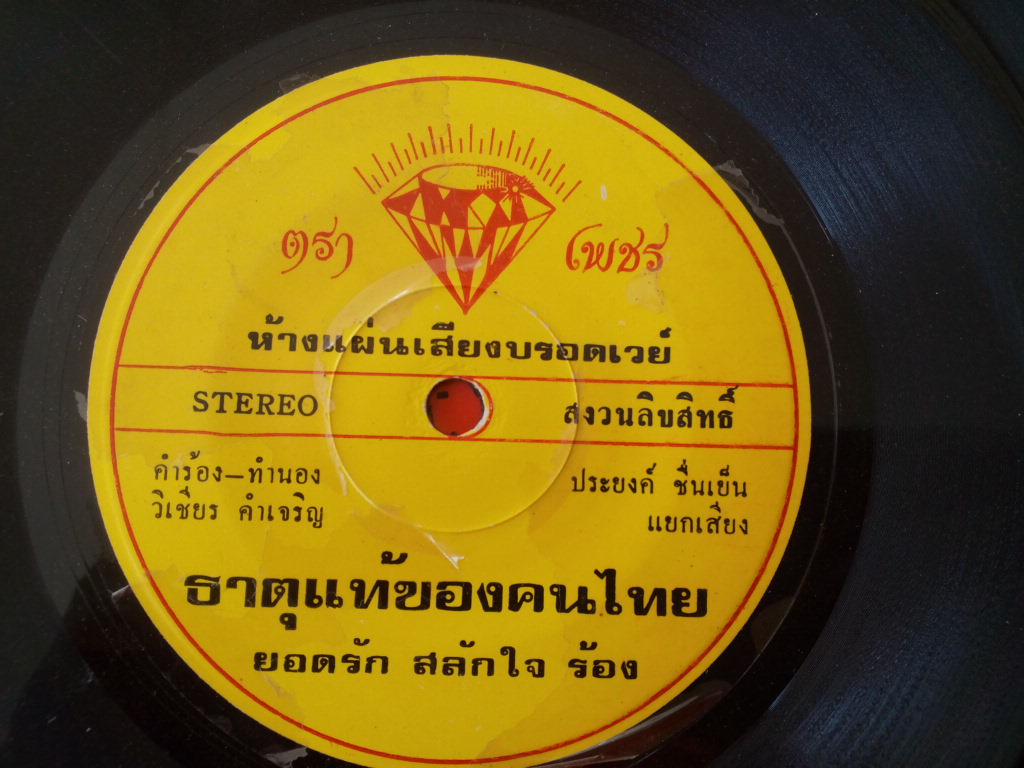 ตรา เพชร
ห้างแผ่นเสียงบรอดเวย์
STEREO สงวนลิขสิทธิ์
คำร้อง–ทำนอง ประยงค์ ชื่นเย็น
วิเชียร คำเจริญ แยกเสียง
ธาตุแท้ของคนไทย
ยอดรัก สลักใจ ร้อง